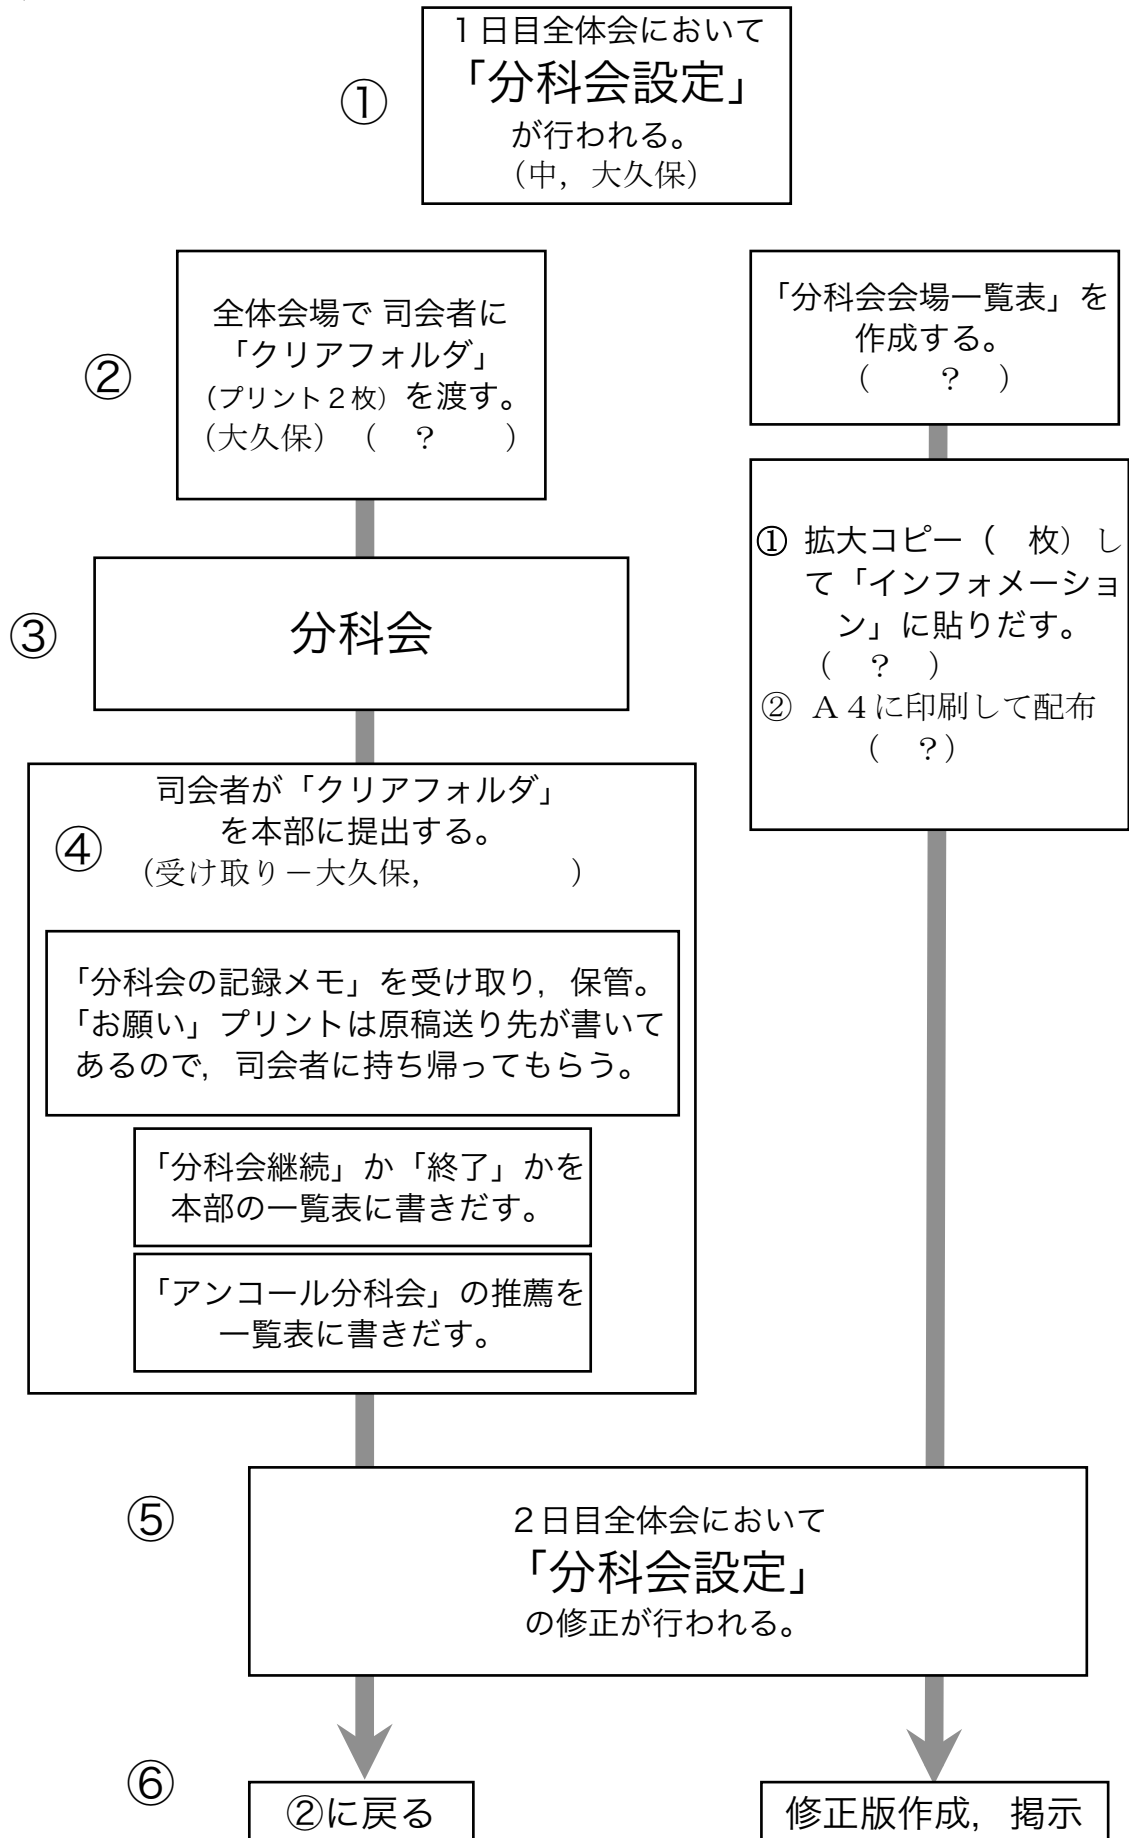 ①
１日目全体会において
「分科会設定」
が行われる。
（中，大久保）
②
全体会場で 司会者に
「クリアフォルダ」
（プリント２枚）を渡す。
（大久保）（　？　　）
「分科会会場一覧表」を
作成する。
（　　？　）
① 拡大コピー（　枚）し
て「インフォメーショ
ン」に貼りだす。
（　？　）
② Ａ４に印刷して配布
（　？）
③
分科会
④
司会者が「クリアフォルダ」
を本部に提出する。
（受け取り－大久保，　　　　）
「分科会の記録メモ」を受け取り，保管。
「お願い」プリントは原稿送り先が書いて
あるので，司会者に持ち帰ってもらう。
「分科会継続」か「終了」かを
本部の一覧表に書きだす。
「アンコール分科会」の推薦を
一覧表に書きだす。
⑤
２日目全体会において
「分科会設定」
の修正が行われる。
⑥
②に戻る
修正版作成，掲示